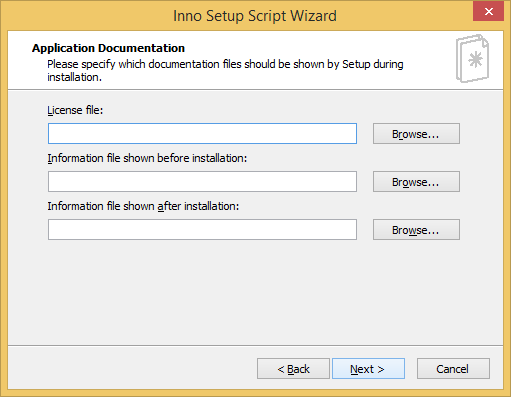 Inno Setup Script Wizard
Application Documentation
Please specify which documentation files should be shown by Setup during
installation.
License file:
Browse...
Information file shown before installation:
Browse...
Information file shown after installation:
Browse...
< Back Next > Cancel